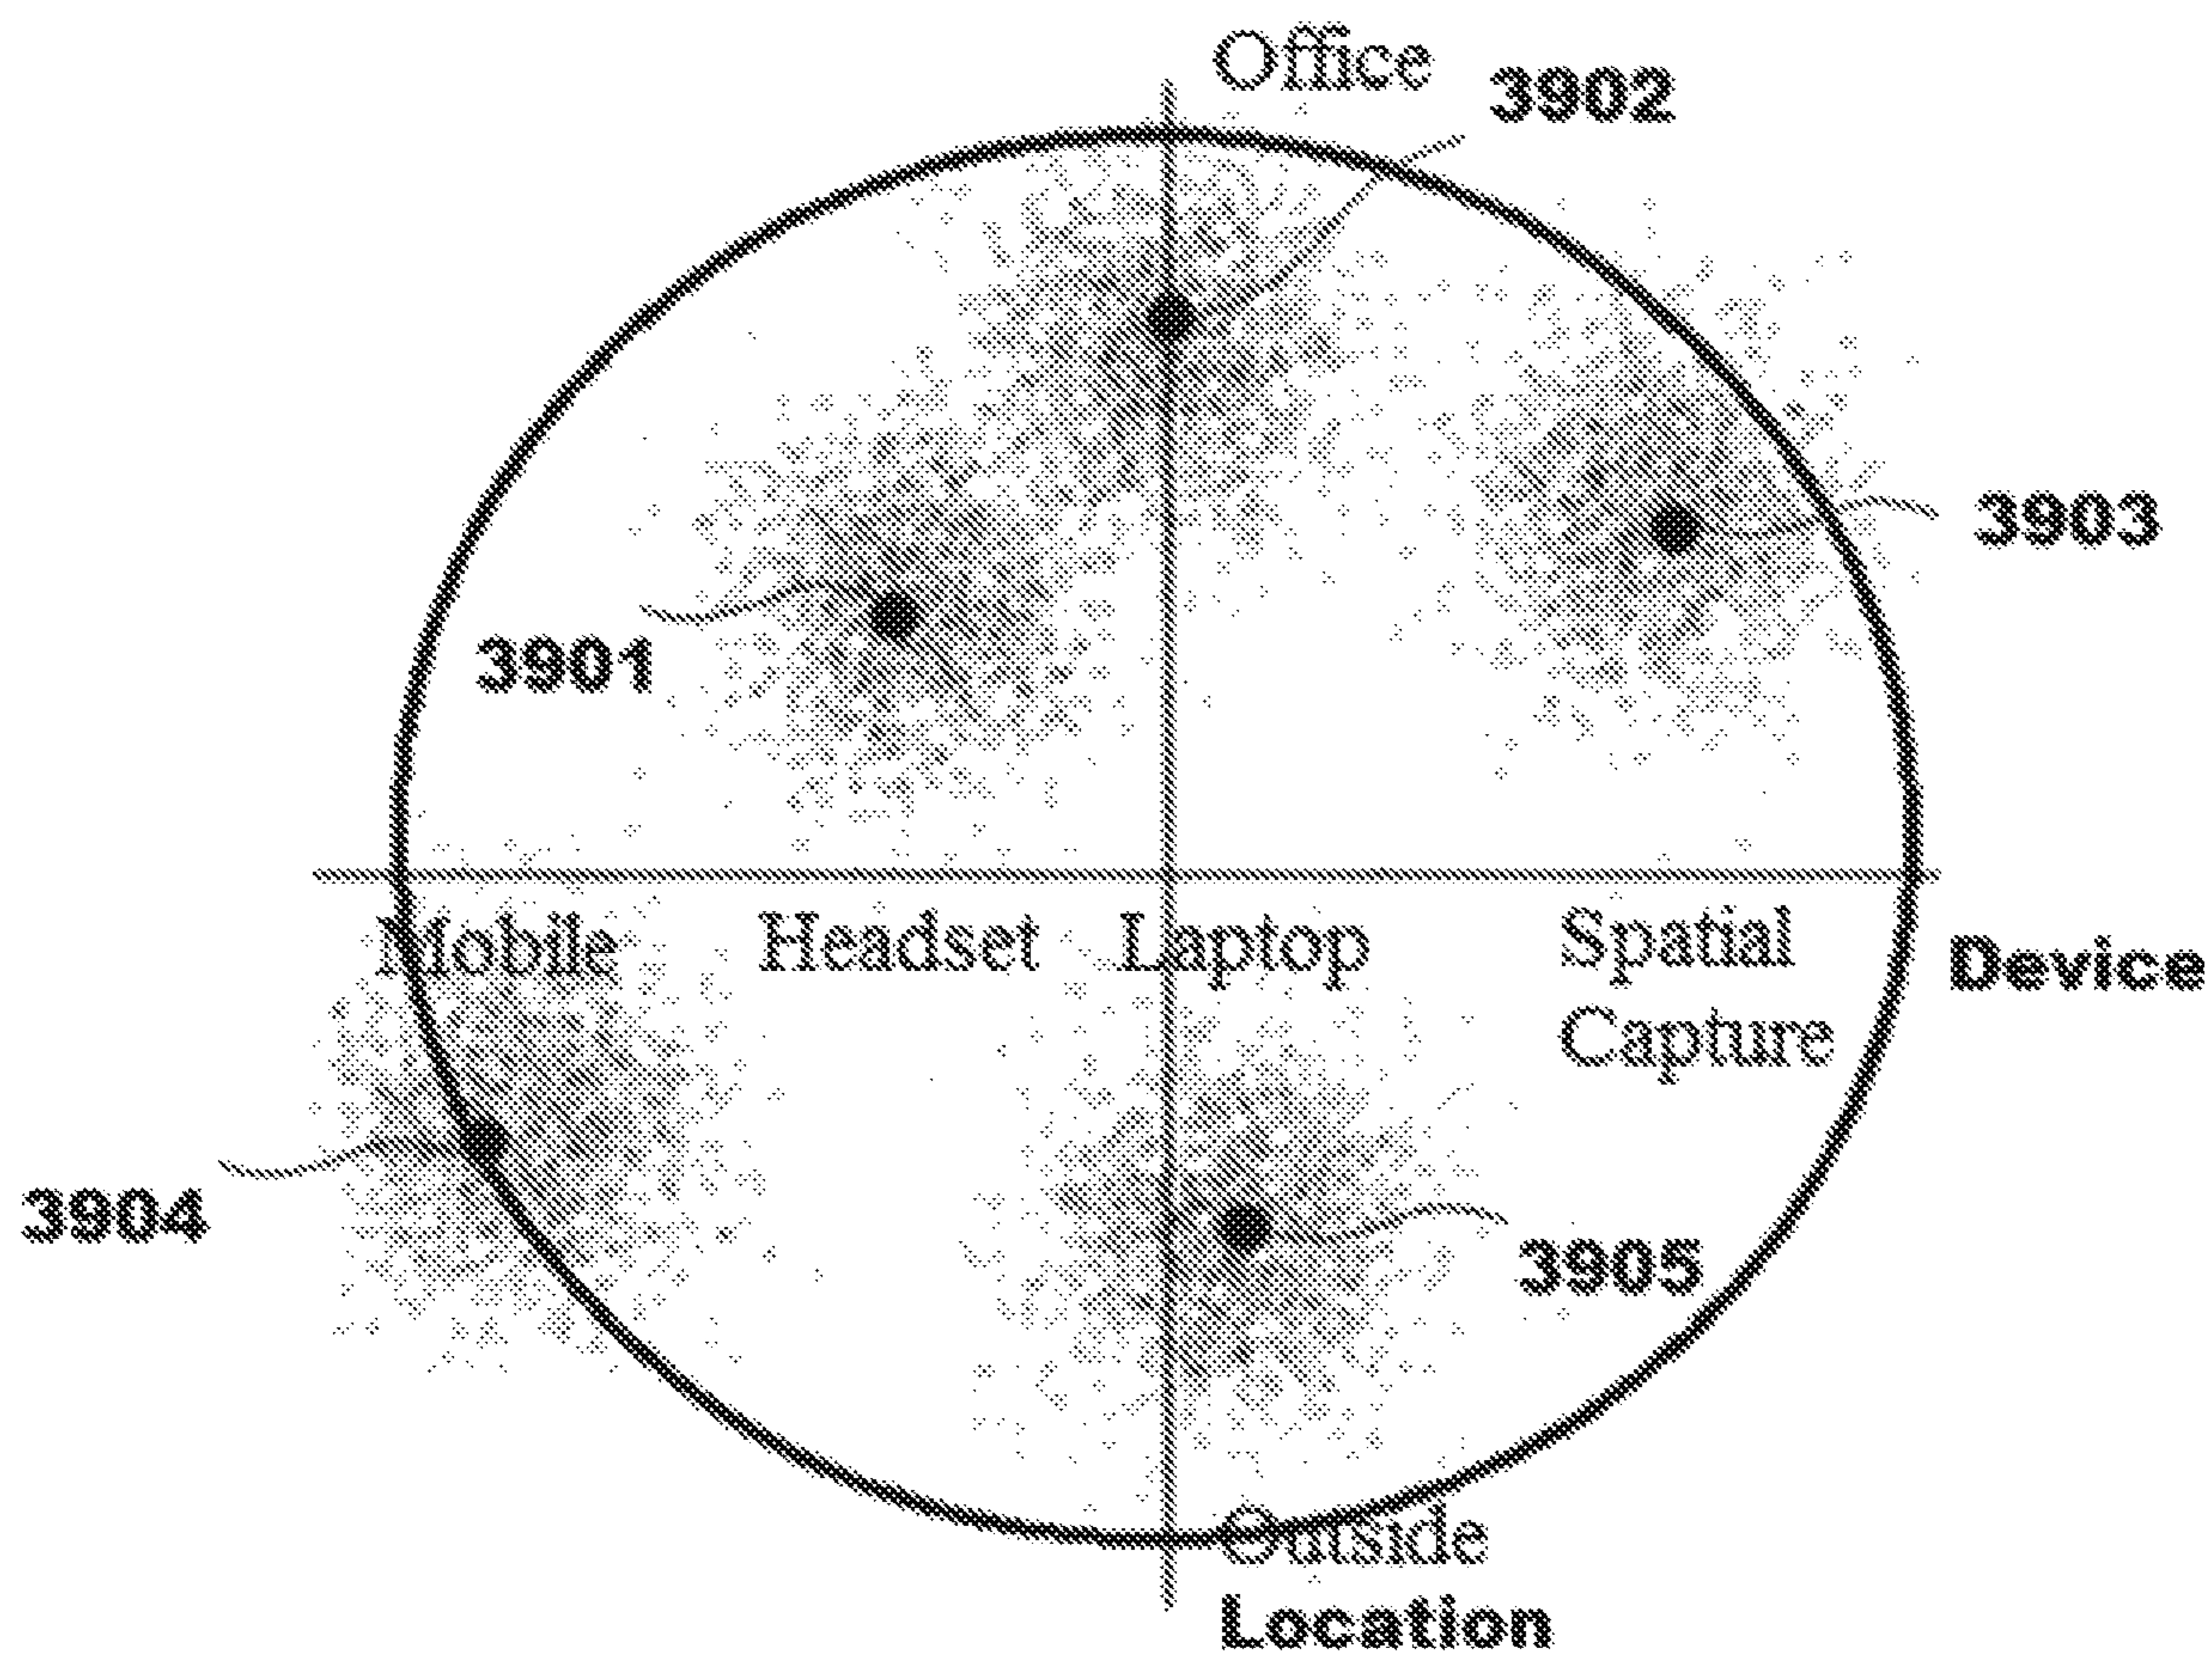 Office
3902
3903
3901
Mobile Headset Laptop Spatial
Capture
Device
3904
3905
Outside
Location